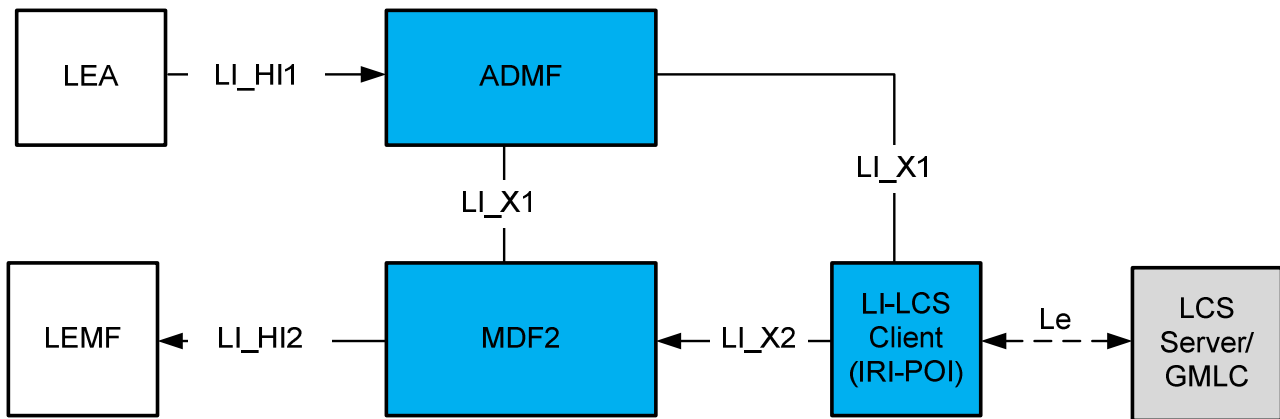 LEA
LI_HI1
ADMF
LI_X1
LI_X1
LEMF
LI_HI2
MDF2
LI_X2
LI-LCS
Client
(IRI-POI)
Le
LCS
Server/
GMLC